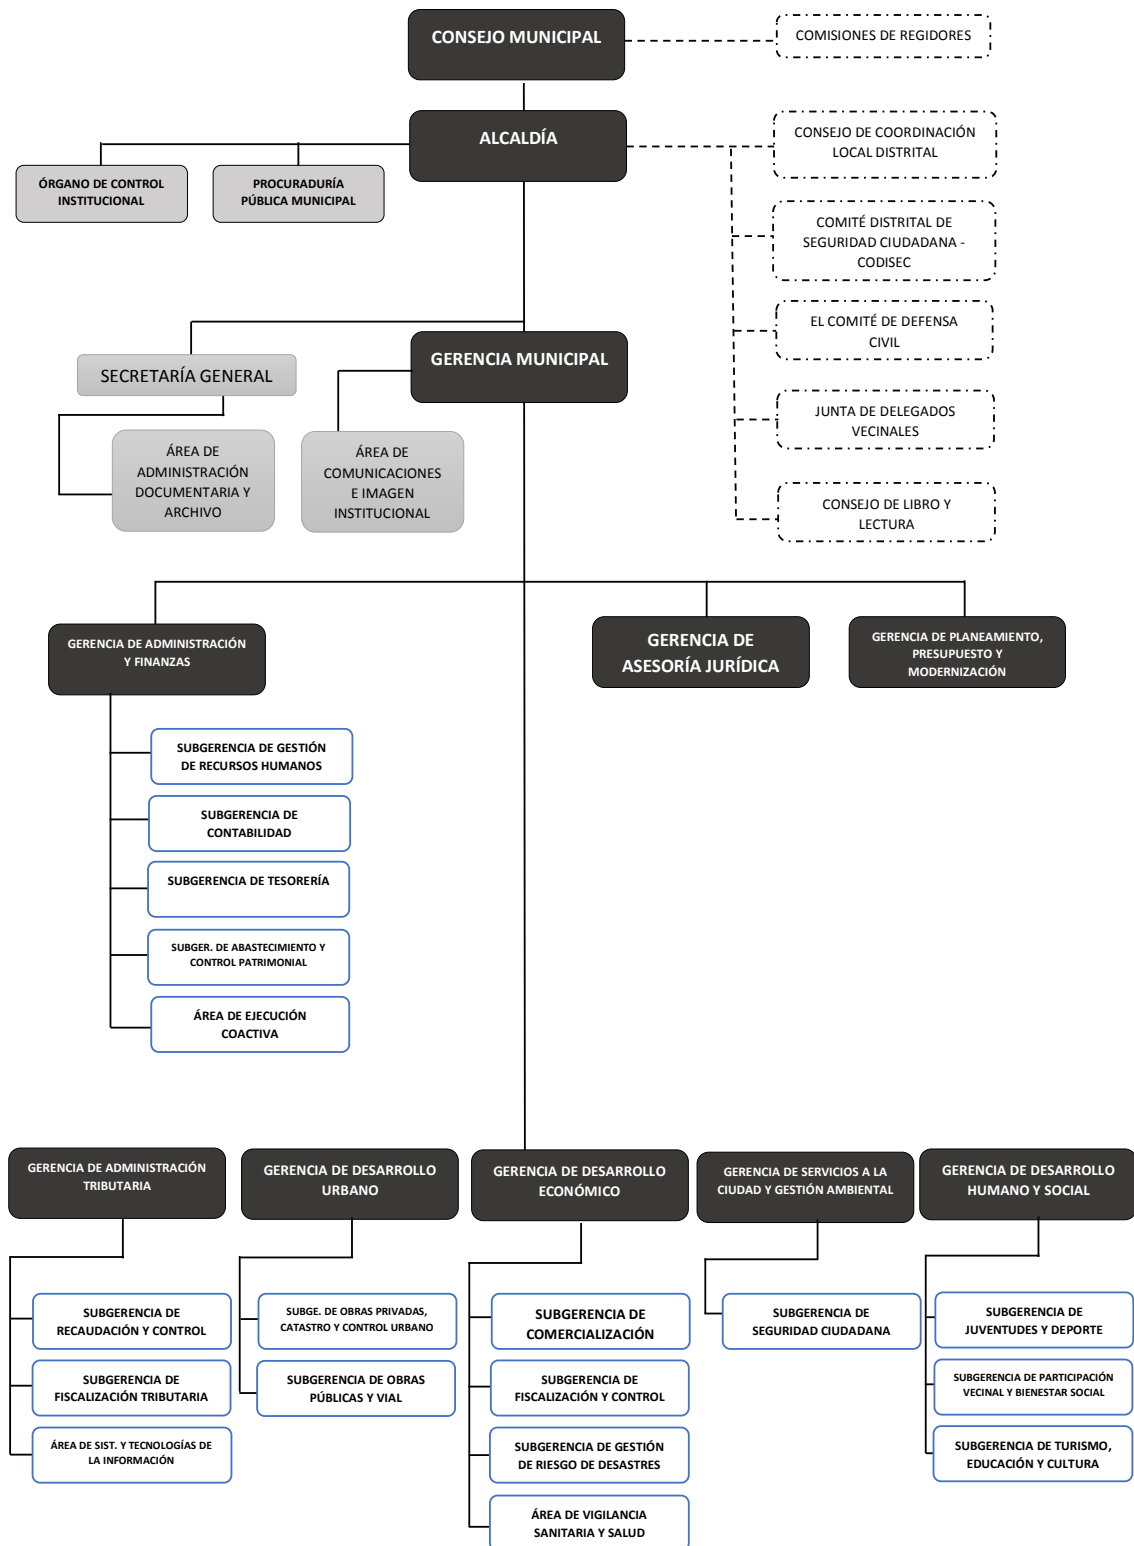 CONSEJO MUNICIPAL
COMISIONES DE REGIDORES
ALCALDÍA
CONSEJO DE COORDINACIÓN
LOCAL DISTRITAL
ÓRGANO DE CONTROL
INSTITUCIONAL
PROCURADURÍA
PÚBLICA MUNICIPAL
COMITÉ DISTRITAL DE
SEGURIDAD CIUDADANA -
CODISEC
EL COMITÉ DE DEFENSA
CIVIL
GERENCIA MUNICIPAL
SECRETARÍA GENERAL
JUNTA DE DELEGADOS
VECINALES
ÁREA DE
ADMINISTRACIÓN
DOCUMENTARIA Y
ARCHIVO
ÁREA DE
COMUNICACIONES
E IMAGEN
INSTITUCIONAL
CONSEJO DE LIBRO Y
LECTURA
GERENCIA DE ADMINISTRACIÓN
Y FINANZAS
GERENCIA DE
ASESORÍA JURÍDICA
GERENCIA DE PLANEAMIENTO,
PRESUPUESTO Y
MODERNIZACIÓN
SUBGERENCIA DE GESTIÓN
DE RECURSOS HUMANOS
SUBGERENCIA DE
CONTABILIDAD
SUBGERENCIA DE TESORERÍA
SUBGER. DE ABASTECIMIENTO Y
CONTROL PATRIMONIAL
ÁREA DE EJECUCIÓN
COACTIVA
GERENCIA DE ADMINISTRACIÓN
TRIBUTARIA
GERENCIA DE DESARROLLO
URBANO
GERENCIA DE DESARROLLO
ECONÓMICO
GERENCIA DE SERVICIOS A LA
CIUDAD Y GESTIÓN AMBIENTAL
GERENCIA DE DESARROLLO
HUMANO Y SOCIAL
SUBGERENCIA DE
RECAUDACIÓN Y CONTROL
SUBGERENCIA DE
FISCALIZACIÓN TRIBUTARIA
ÁREA DE SIST. Y TECNOLOGÍAS DE
LA INFORMACIÓN
SUBGE. DE OBRAS PRIVADAS,
CATASTRO Y CONTROL URBANO
SUBGERENCIA DE OBRAS
PÚBLICAS Y VIAL
SUBGERENCIA DE
COMERCIALIZACIÓN
SUBGERENCIA DE
FISCALIZACIÓN Y CONTROL
SUBGERENCIA DE GESTIÓN
DE RIESGO DE DESASTRES
ÁREA DE VIGILANCIA
SANITARIA Y SALUD
SUBGERENCIA DE
SEGURIDAD CIUDADANA
SUBGERENCIA DE
JUVENTUDES Y DEPORTE
SUBGERENCIA DE PARTICIPACIÓN
VECINAL Y BIENESTAR SOCIAL
SUBGERENCIA DE TURISMO,
EDUCACIÓN Y CULTURA